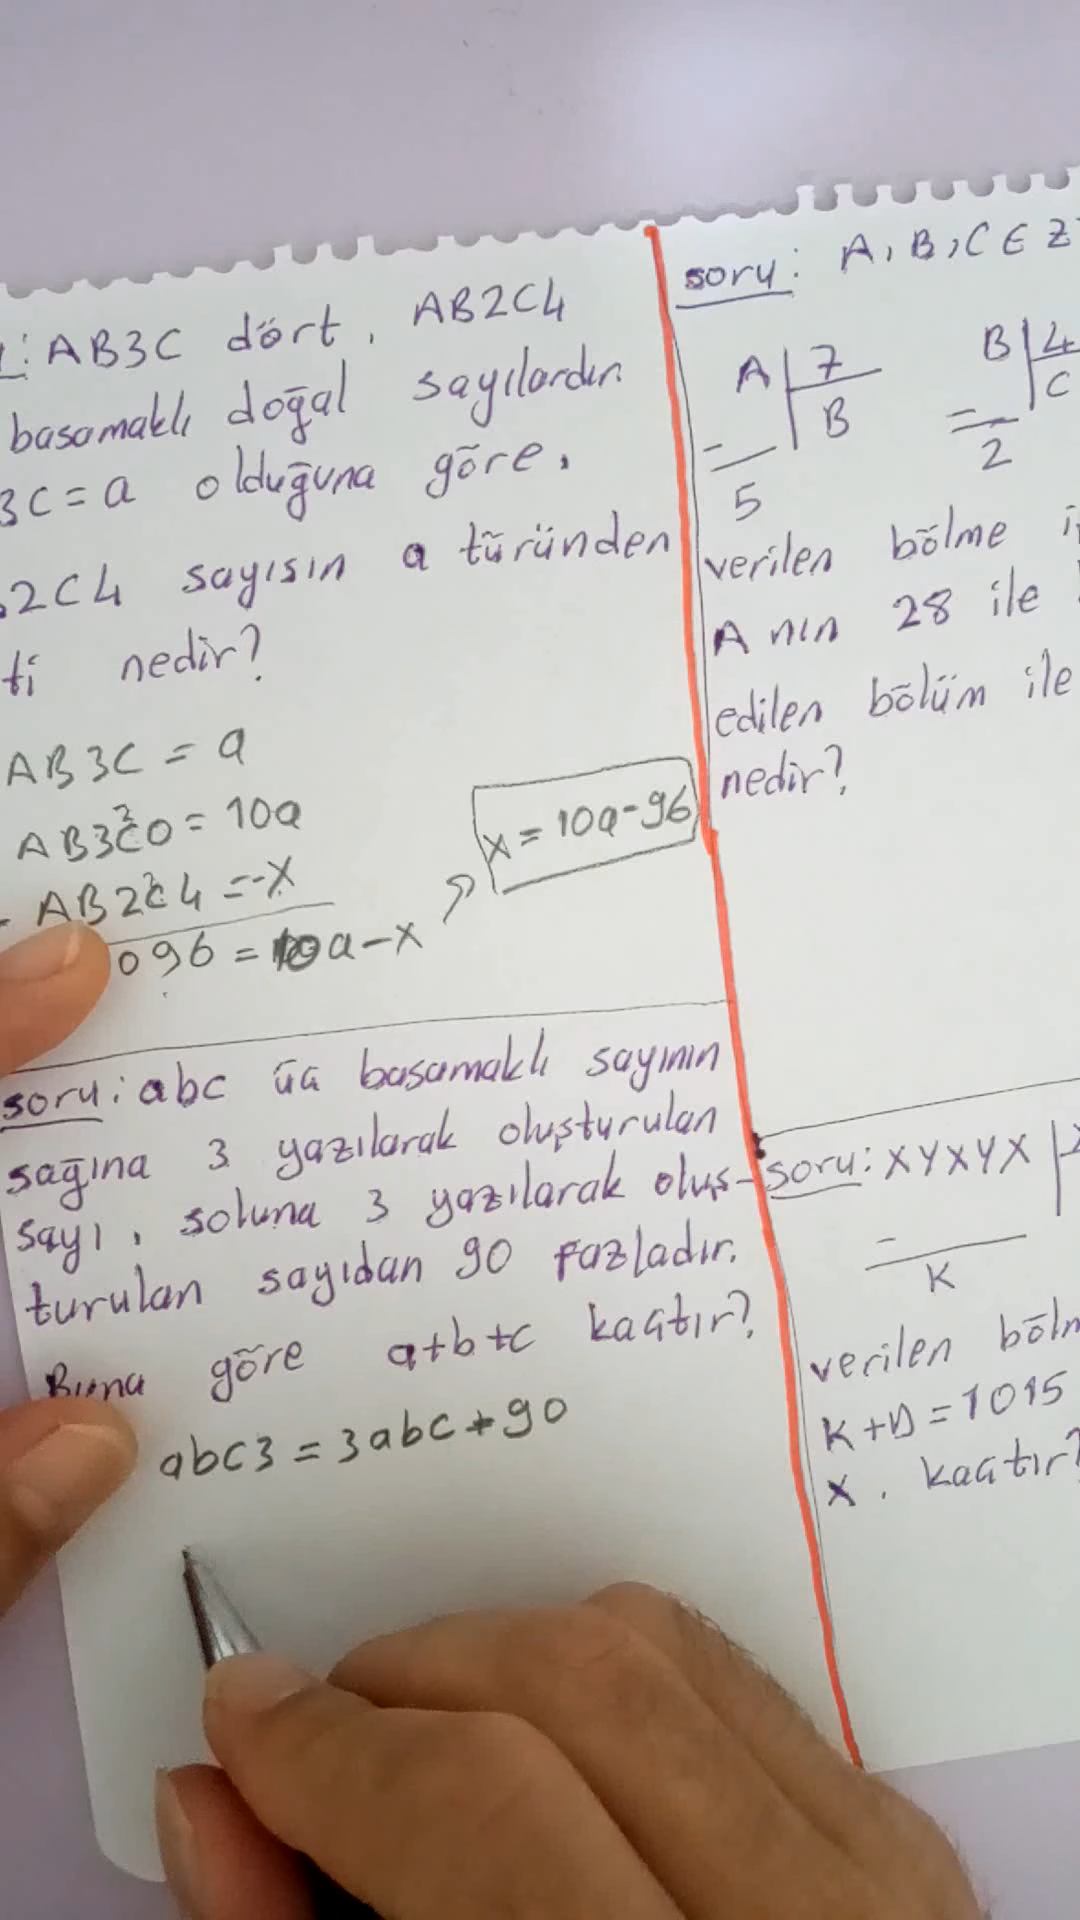 : AB3C dört, AB2C4
basamaklı doğal sayılardır.
3C=a olduğuna göre,
2C4 sayısın a türünden
ti nedir?
AB3C = a
AB3C0 = 10a
- AB2C4 = -X
096 = 10a-x
x = 10a-96
soru: abc üç basamaklı sayının
sağına 3 yazılarak oluşturulan
sayı, soluna 3 yazılarak oluş-
turulan sayıdan 90 fazladır.
Buna göre a+b+c kaçtır?
abc3 = 3abc+90
soru: A, B, C ∈ Z
A | 7
B
5
B | 4
C
2
verilen bölme
A nın 28 ile
edilen bölüm ile
nedir?
soru: XYXYX
K
verilen bölm
K+n=1015
X. kaçtır?